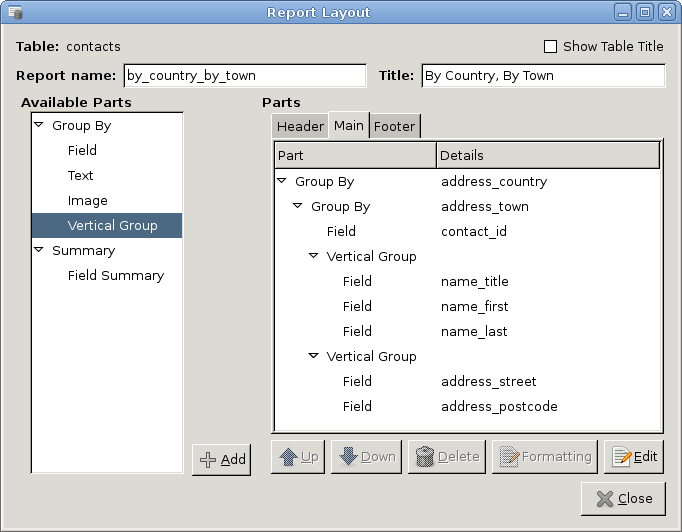 Report Layout
Table: contacts
Show Table Title
Report name: by_country_by_town Title: By Country, By Town
Available Parts
Group By
Field
Text
Image
Vertical Group
Summary
Field Summary
Add
Parts
Header Main Footer
Part Details
Group By address_country
Group By address_town
Field contact_id
Vertical Group
Field name_title
Field name_first
Field name_last
Vertical Group
Field address_street
Field address_postcode
Up Down Delete Formatting Edit
Close